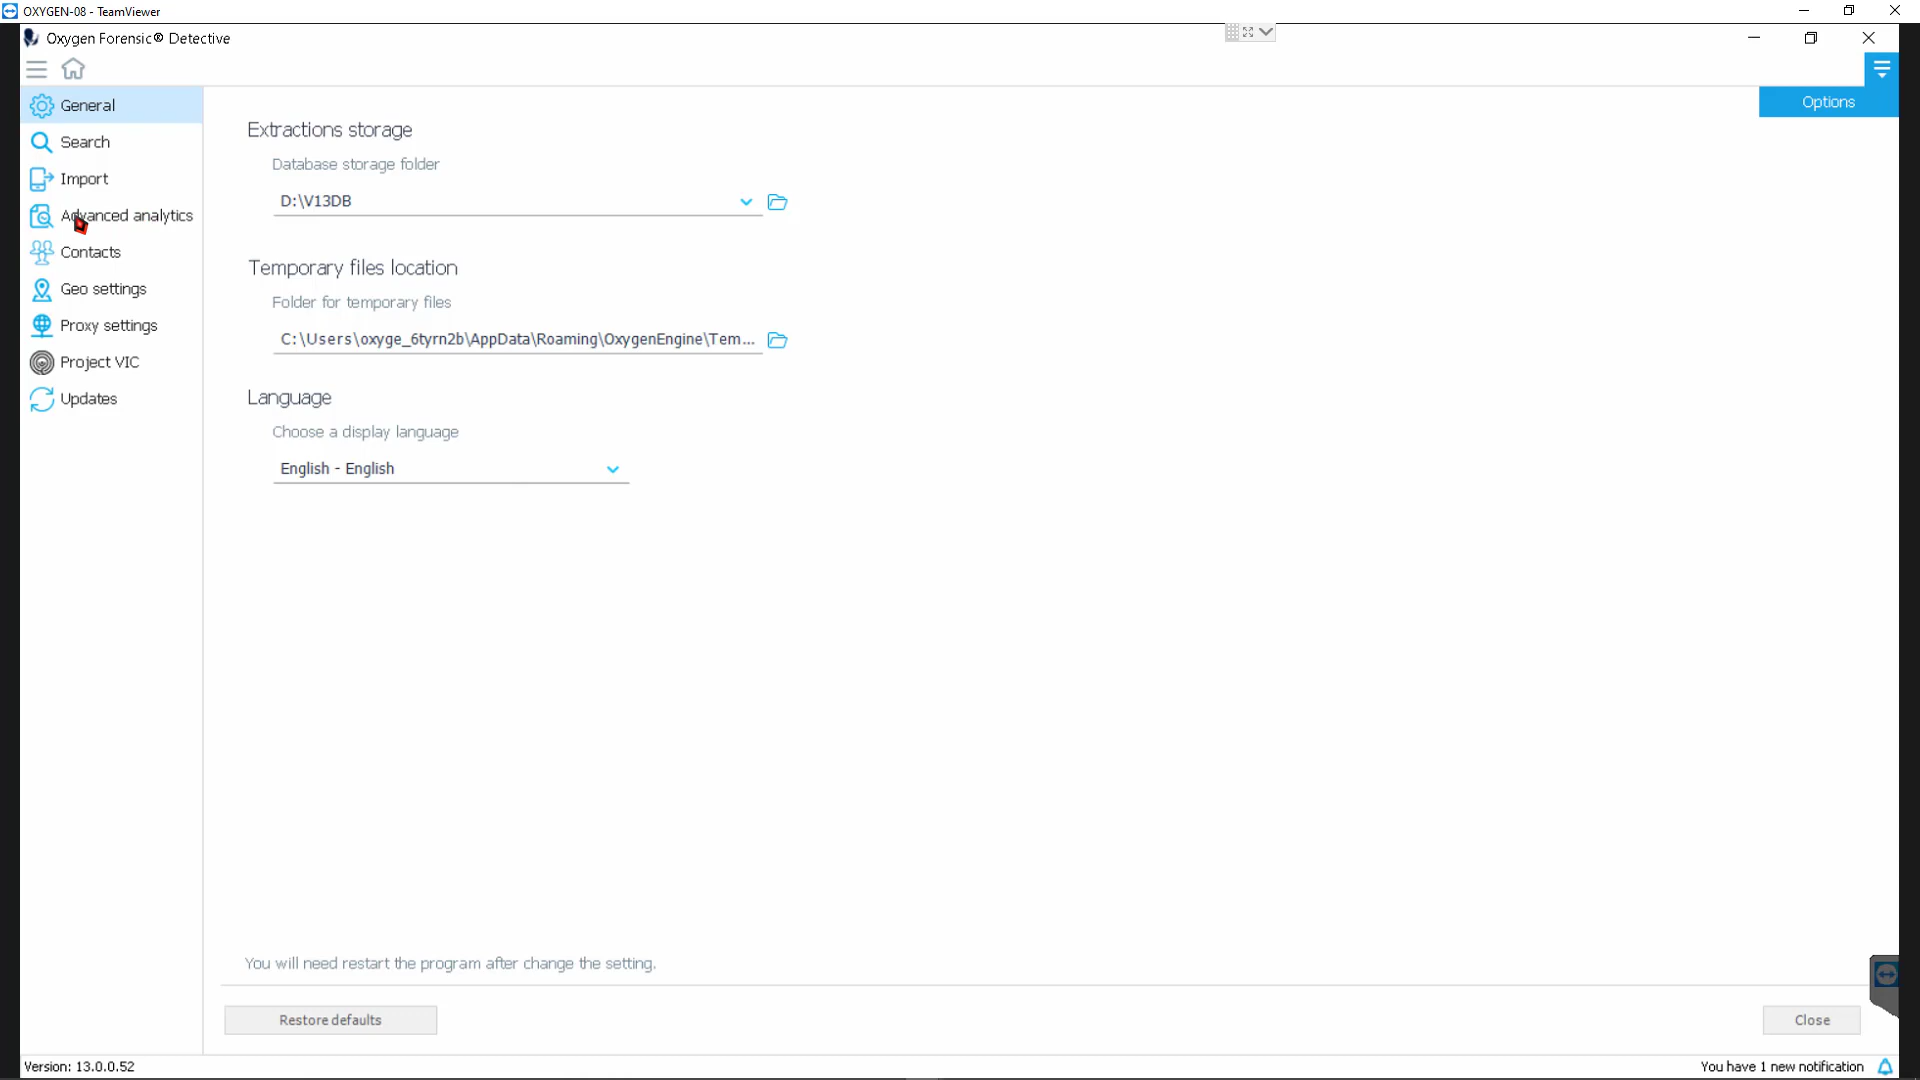 OXYGEN-08 - TeamViewer
Oxygen Forensic® Detective
Options
General
Search
Import
Advanced analytics
Contacts
Geo settings
Proxy settings
Project VIC
Updates
Extractions storage
Database storage folder
D:\V13DB
Temporary files location
Folder for temporary files
C:\Users\oxyge_6tyrn2b\AppData\Roaming\OxygenEngine\Tem...
Language
Choose a display language
English - English
You will need restart the program after change the setting.
Restore defaults
Close
Version: 13.0.0.52
You have 1 new notification